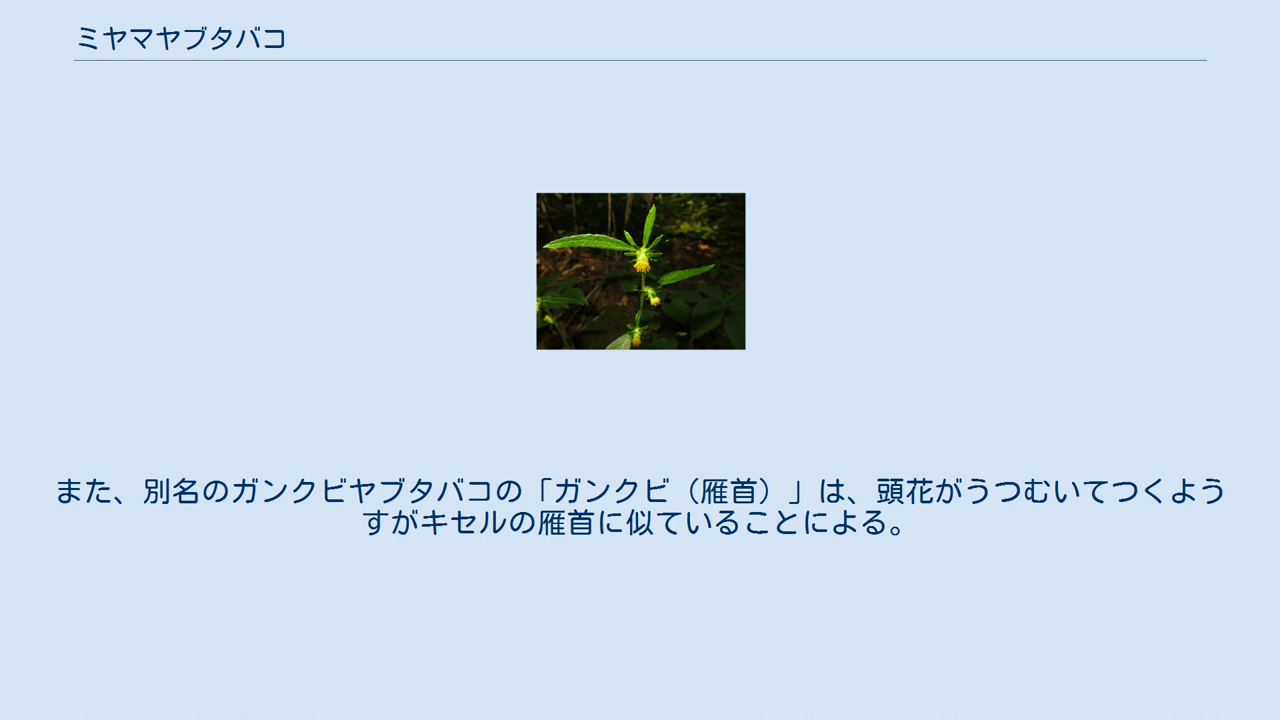 ミヤマヤブタバコ
また、別名のガンクビヤブタバコの「ガンクビ（雁首）」は、頭花がうつむいてつくよう
すがキセルの雁首に似ていることによる。